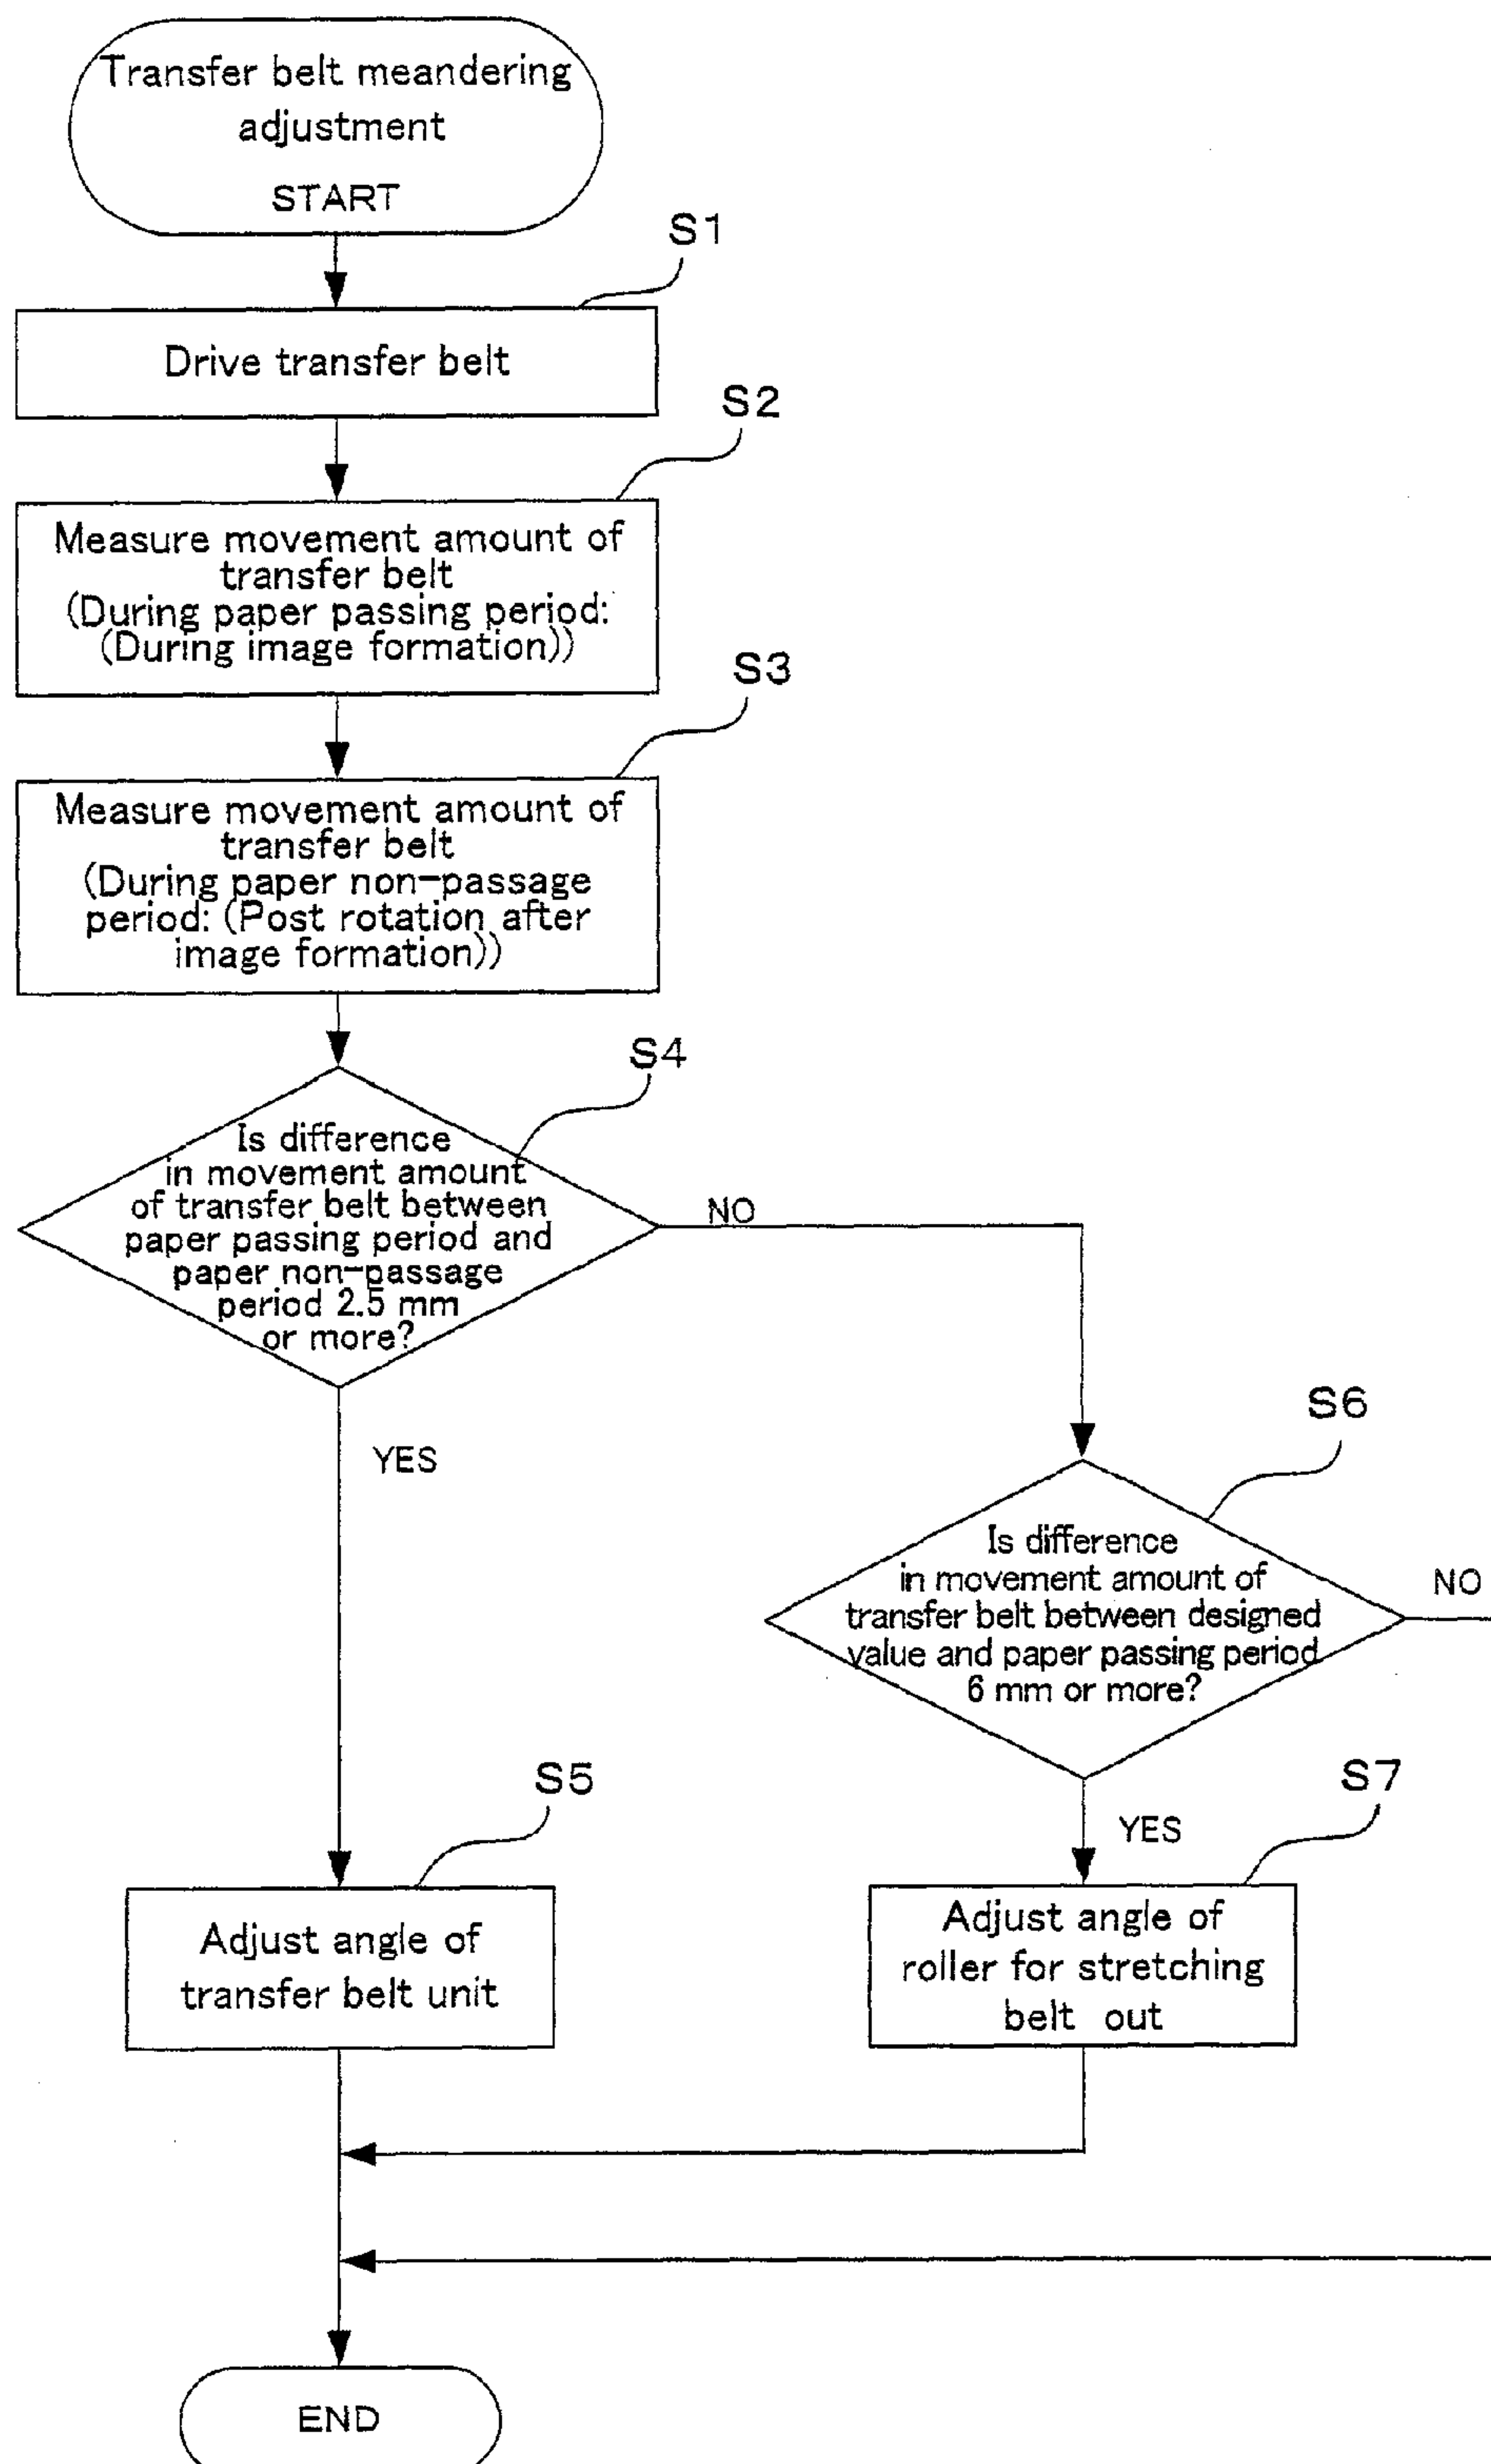 Transfer belt meandering
adjustment
START
S1
Drive transfer belt
S2
Measure movement amount of
transfer belt
(During paper passing period:
(During image formation))
S3
Measure movement amount of
transfer belt
(During paper non-passage
period: (Post rotation after
image formation))
S4
Is difference
in movement amount
of transfer belt between
paper passing period and
paper non-passage
period 2.5 mm
or more?
NO
YES
S6
Is difference
in movement amount of
transfer belt between designed
value and paper passing period
6 mm or more?
NO
YES
S5
Adjust angle of
transfer belt unit
S7
Adjust angle of
roller for stretching
belt out
END